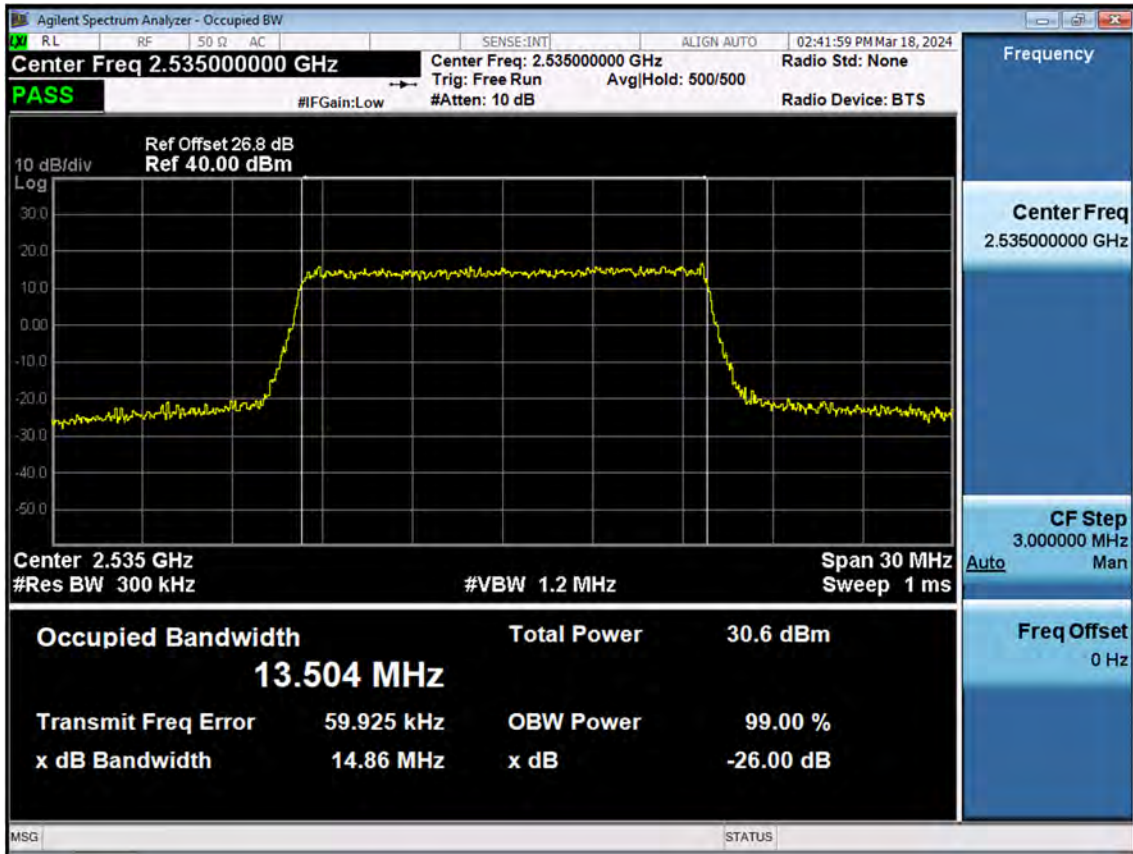 Agilent Spectrum Analyzer - Occupied BW
LXI RL RF 50 Ω AC SENSE:INT ALIGN AUTO 02:41:59 PM Mar 18, 2024
Center Freq 2.535000000 GHz
Center Freq: 2.535000000 GHz
Radio Std: None
Trig: Free Run Avg|Hold: 500/500
PASS
#IFGain:Low
#Atten: 10 dB
Radio Device: BTS
Ref Offset 26.8 dB
10 dB/div Ref 40.00 dBm
Log
30.0
20.0
10.0
0.00
-10.0
-20.0
-30.0
-40.0
-50.0
Center 2.535 GHz Span 30 MHz
#Res BW 300 kHz #VBW 1.2 MHz Sweep 1 ms
Occupied Bandwidth Total Power 30.6 dBm
13.504 MHz
Transmit Freq Error 59.925 kHz OBW Power 99.00 %
x dB Bandwidth 14.86 MHz x dB -26.00 dB
MSG STATUS
Frequency
Center Freq
2.535000000 GHz
CF Step
3.000000 MHz
Auto Man
Freq Offset
0 Hz